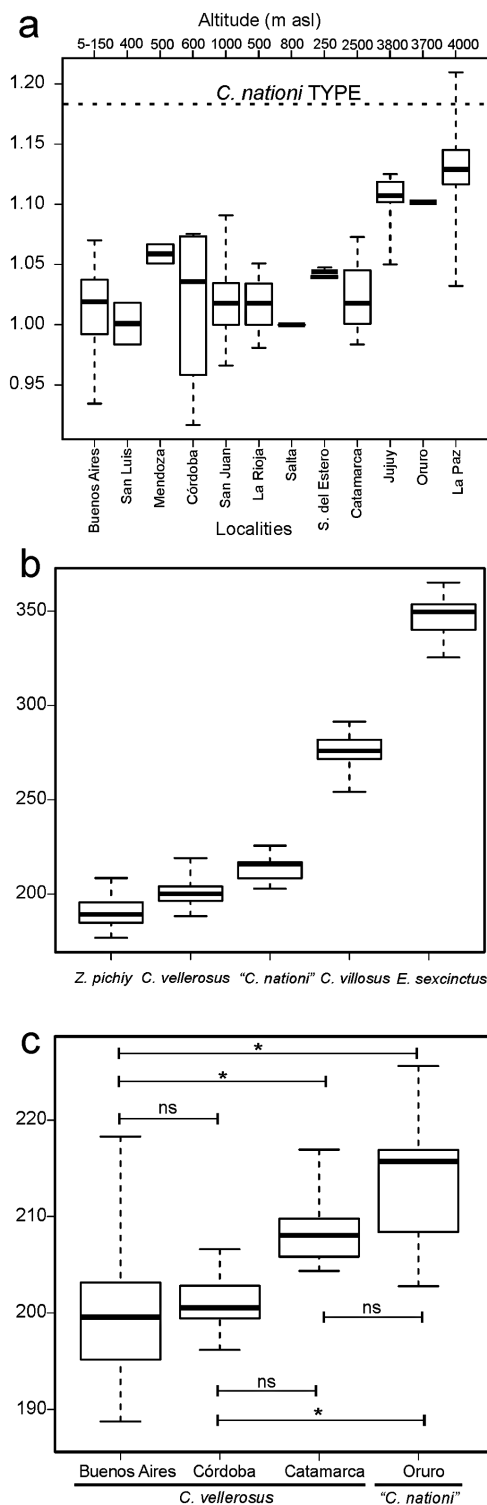 a
Altitude (m asl)
5-150 400 500 600 1000 500 800 250 2500 3800 3700 4000
C. nationi TYPE
1.20
1.15
1.10
1.05
1.00
0.95
Buenos Aires
San Luis
Mendoza
Córdoba
San Juan
La Rioja
Salta
S. del Estero
Catamarca
Jujuy
Oruro
La Paz
Localities
b
350
300
250
200
Z. pichiy C. vellerosus "C. nationi" C. villosus E. sexcinctus
c
*
*
ns
220
210
200
190
ns
ns
*
Buenos Aires Córdoba Catamarca Oruro
C. vellerosus "C. nationi"